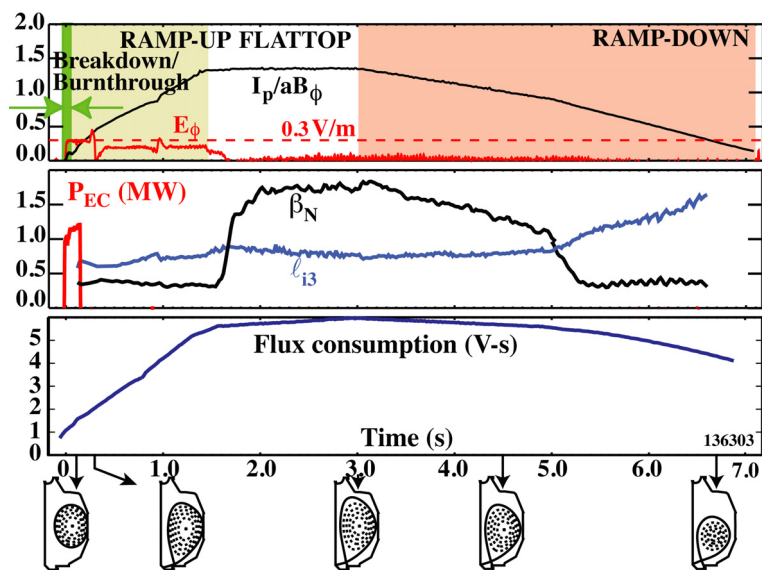 RAMP-UP FLATTOP RAMP-DOWN
Breakdown/
Burnthrough
I_p/aB_ϕ
E_ϕ
0.3 V/m
2.0
1.5
1.0
0.5
0.0
P_EC (MW)
β_N
ℓ_i3
1.5
1.0
0.5
0.0
Flux consumption (V-s)
5
4
3
2
1
0
Time (s)
136303
0 1.0 2.0 3.0 4.0 5.0 6.0 7.0